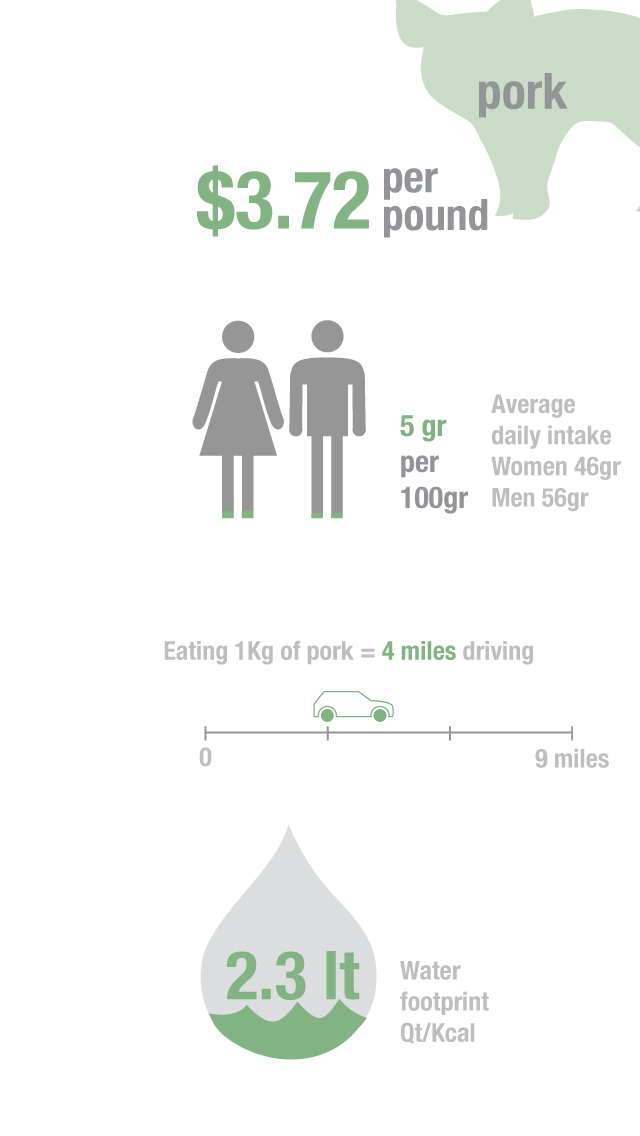 pork
$3.72 per
pound
5 gr
per
100gr
Average
daily intake
Women 46gr
Men 56gr
Eating 1Kg of pork = 4 miles driving
0
9 miles
2.3 lt
Water
footprint
Qt/Kcal